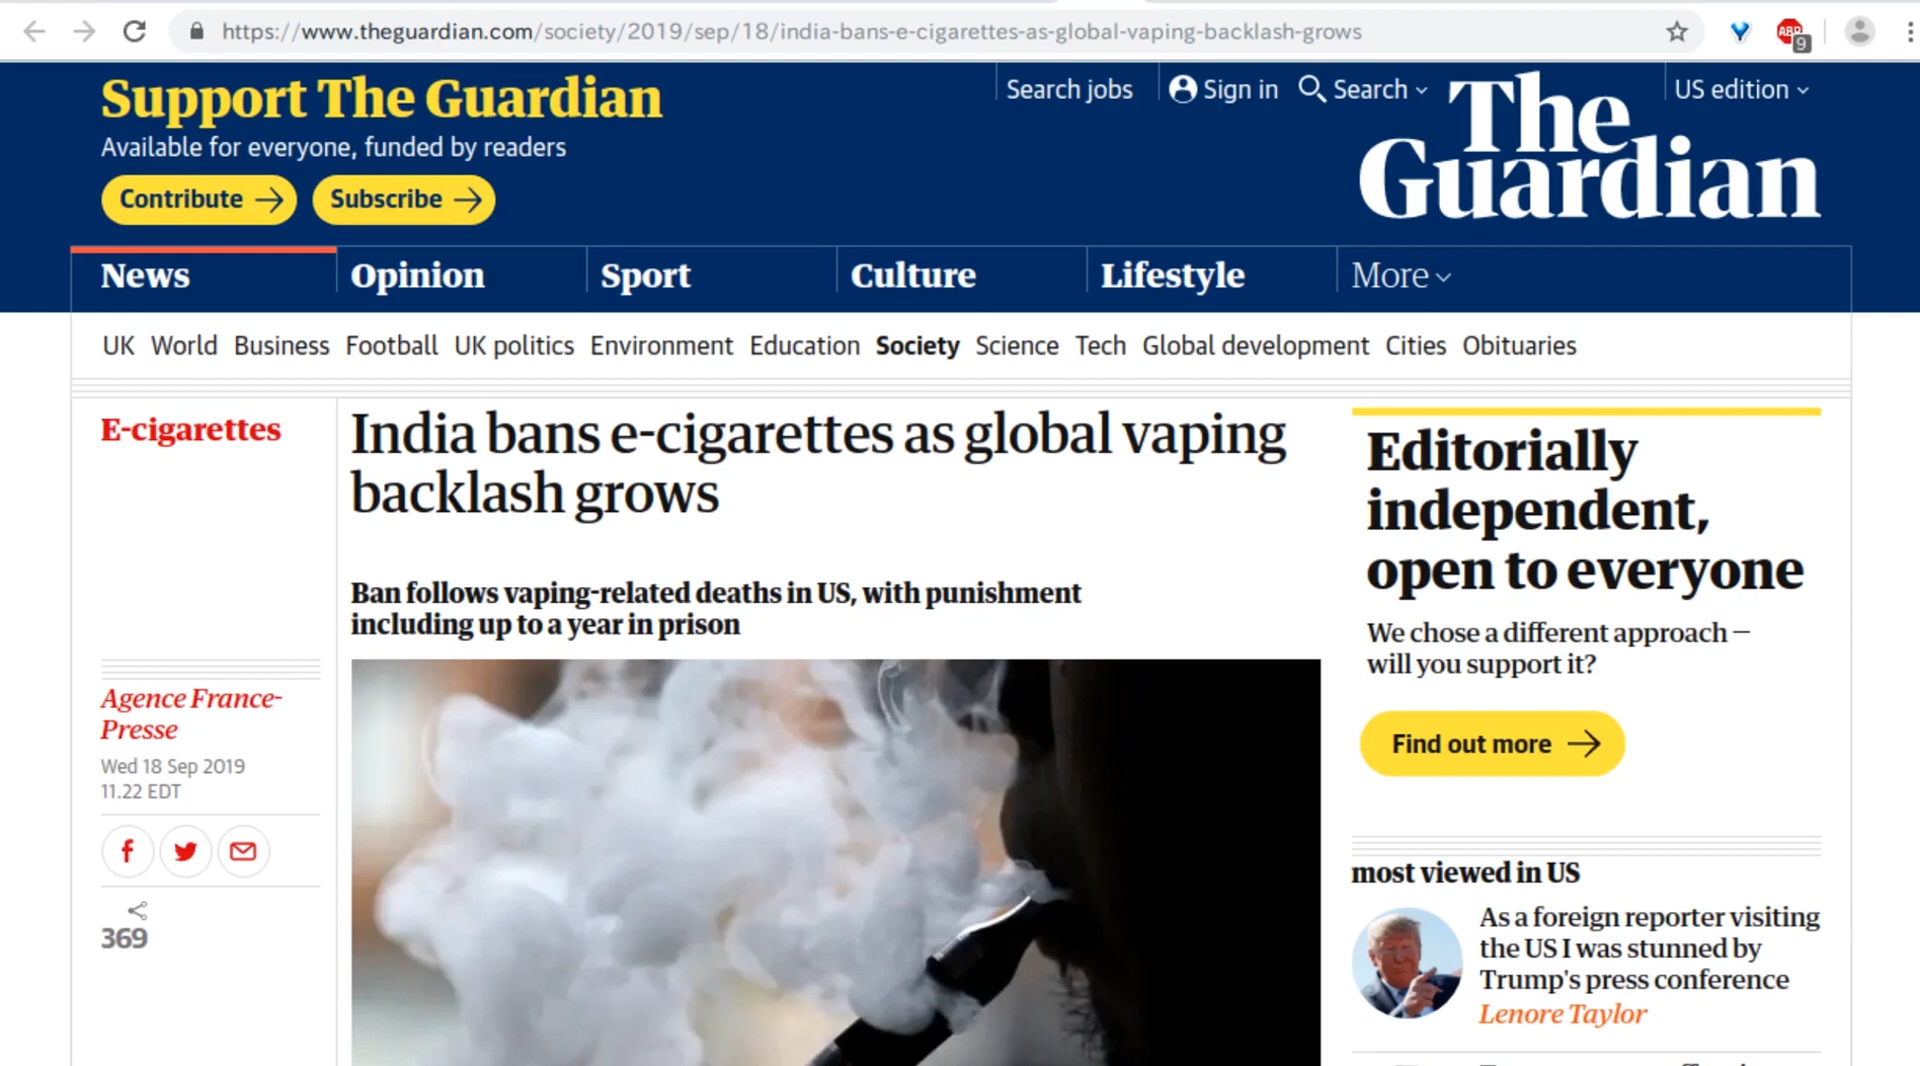 https://www.theguardian.com/society/2019/sep/18/india-bans-e-cigarettes-as-global-vaping-backlash-grows
ABP
9
Support The Guardian
Available for everyone, funded by readers
Contribute
Subscribe
Search jobs
Sign in
Search
US edition
The
Guardian
News
Opinion
Sport
Culture
Lifestyle
More
UK World Business Football UK politics Environment Education Society Science Tech Global development Cities Obituaries
E-cigarettes
India bans e-cigarettes as global vaping
backlash grows
Ban follows vaping-related deaths in US, with punishment
including up to a year in prison
Agence France-
Presse
Wed 18 Sep 2019
11.22 EDT
369
Editorially
independent,
open to everyone
We chose a different approach —
will you support it?
Find out more
most viewed in US
As a foreign reporter visiting
the US I was stunned by
Trump's press conference
Lenore Taylor